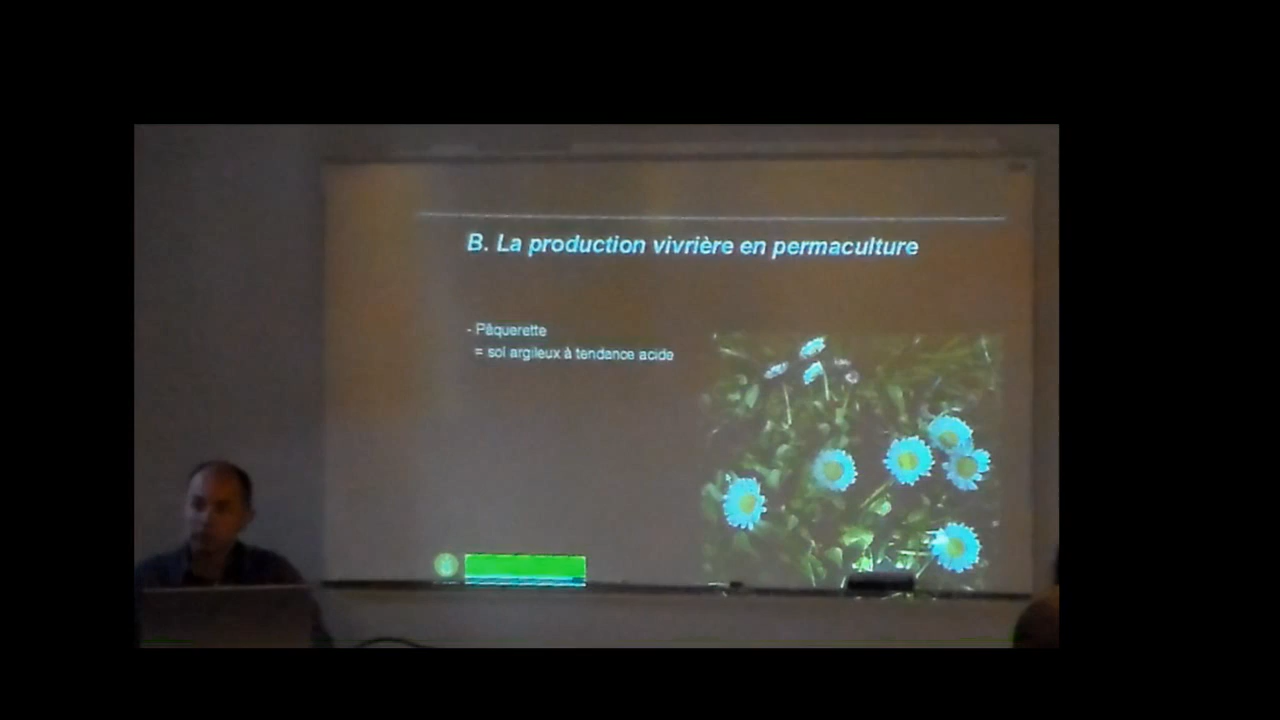 B. La production vivrière en permaculture
- Pâquerette
= sol argileux à tendance acide